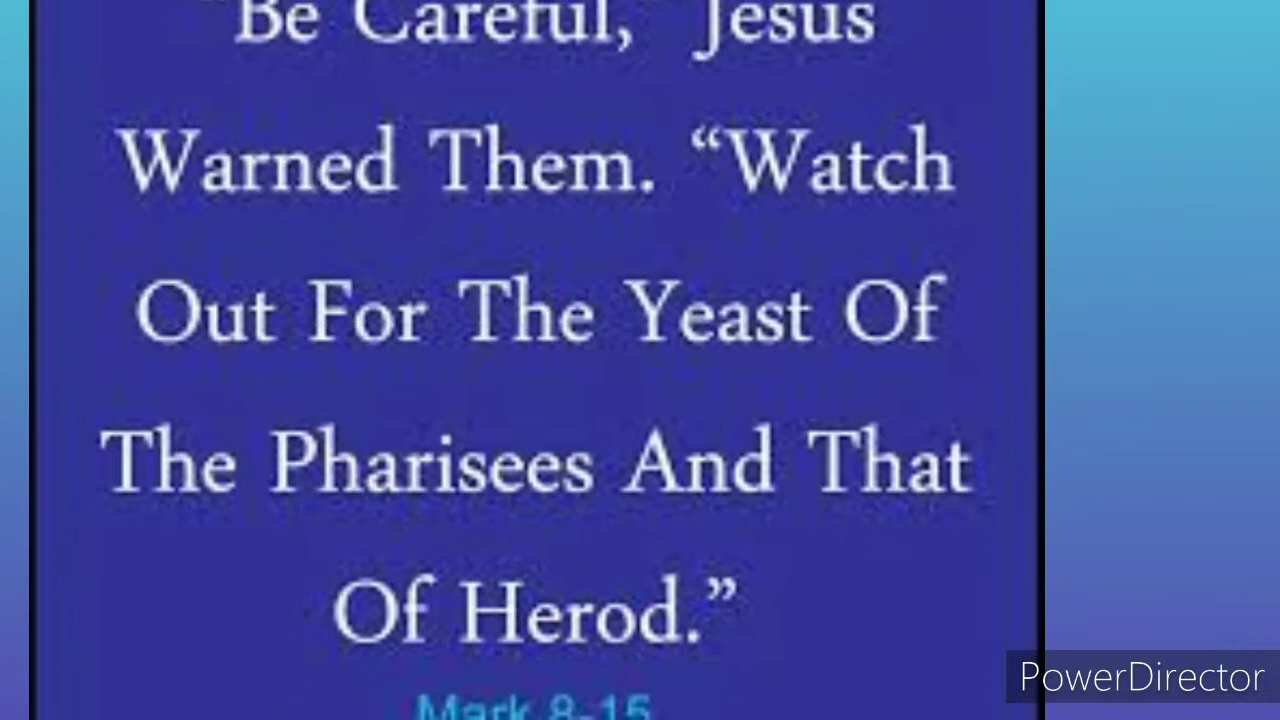 "Be Careful," Jesus
Warned Them. “Watch
Out For The Yeast Of
The Pharisees And That
Of Herod.”
Mark 8-15
PowerDirector